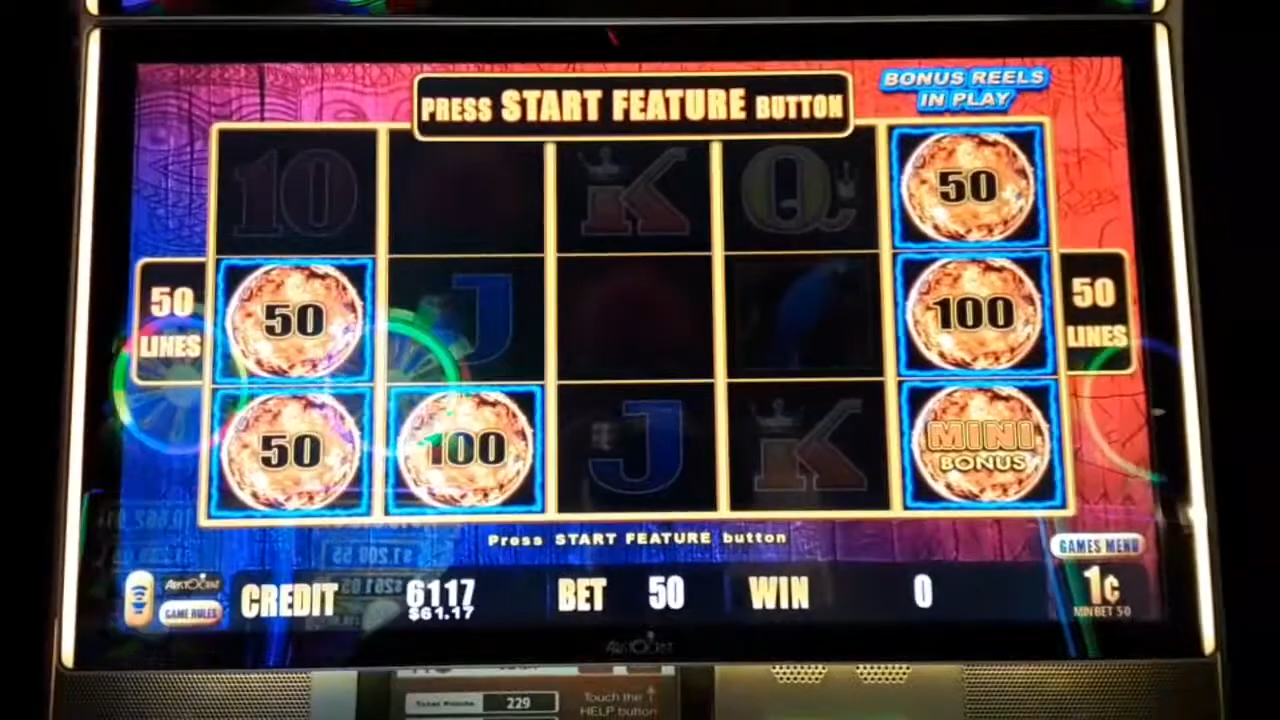 PRESS START FEATURE BUTTON
BONUS REELS
IN PLAY
10
K
Q
50
50
LINES
50
J
100
50
LINES
50
100
J
K
MINI
BONUS
Press START FEATURE button
GAMES MENU
ARISTOCRAT
GAME RULES
CREDIT 6117
$61.17
BET 50
WIN 0
1¢
MIN BET 50
ARISTOCRAT
229
Touch the
HELP button